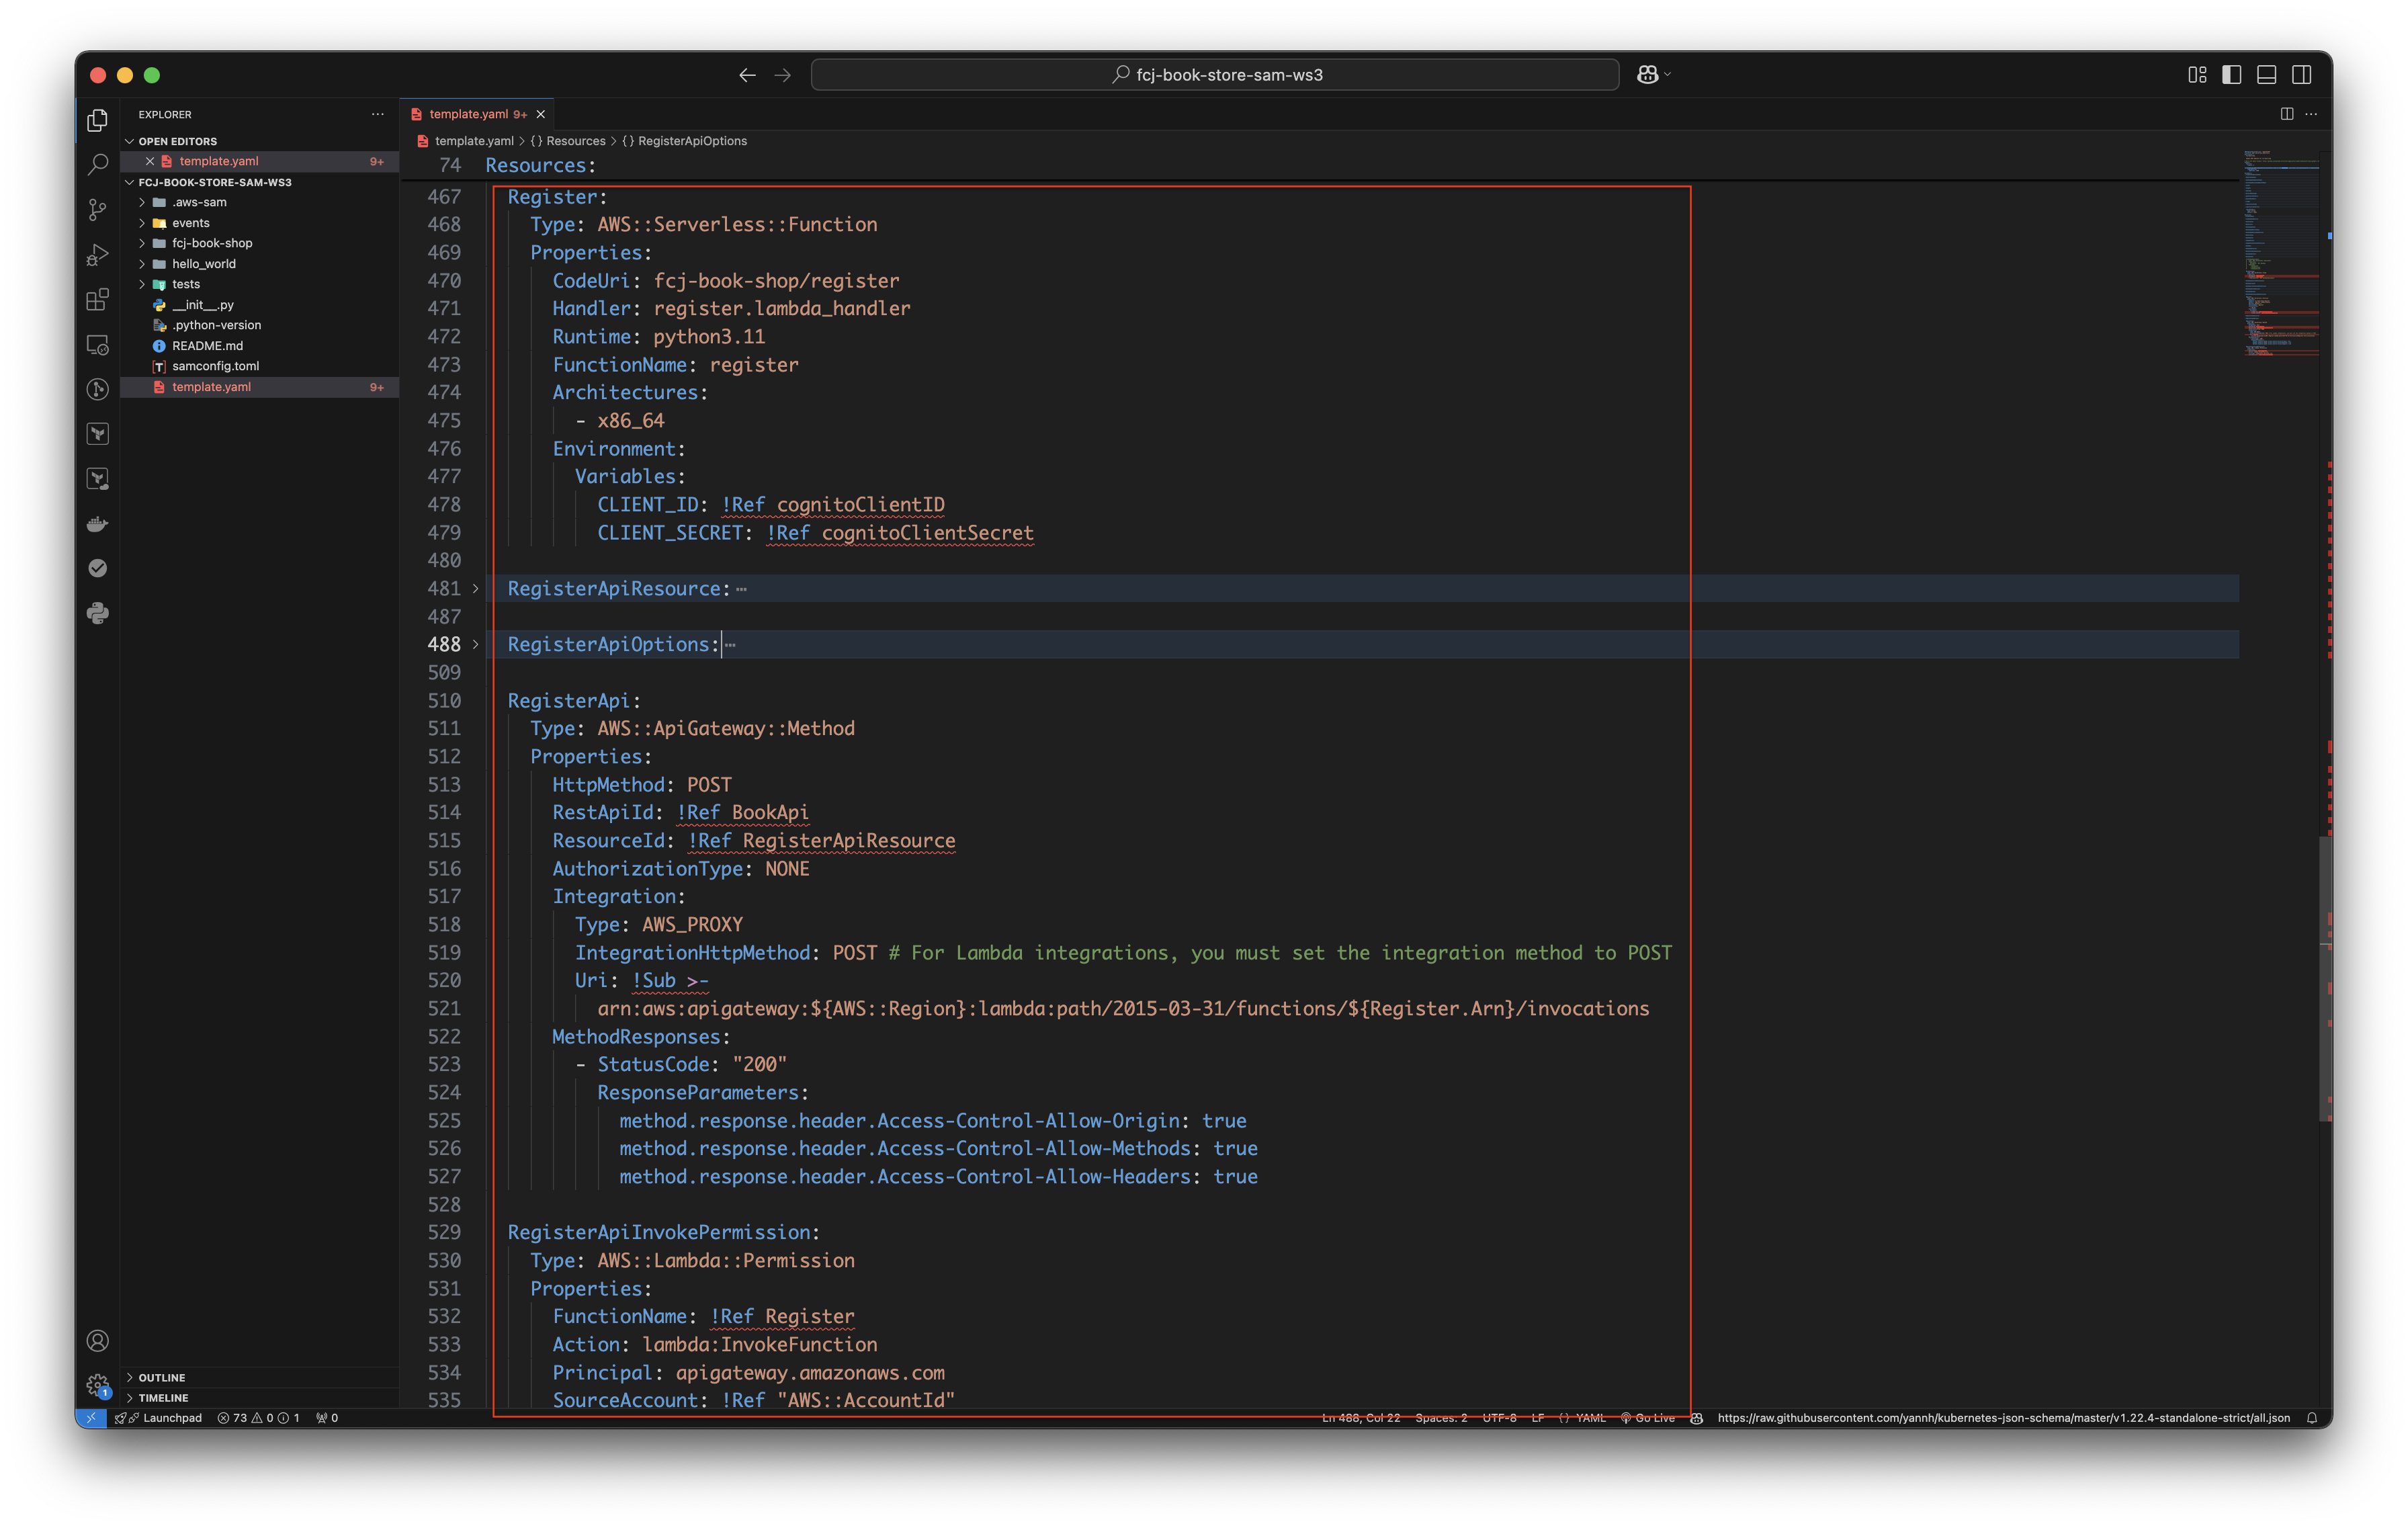 fcj-book-store-sam-ws3
EXPLORER
OPEN EDITORS
template.yaml 9+
FCJ-BOOK-STORE-SAM-WS3
.aws-sam
events
fcj-book-shop
hello_world
tests
__init__.py
.python-version
README.md
samconfig.toml
template.yaml 9+
OUTLINE
TIMELINE
template.yaml 9+
template.yaml > {} Resources > {} RegisterApiOptions
74 Resources:
467 Register:
468 Type: AWS::Serverless::Function
469 Properties:
470 CodeUri: fcj-book-shop/register
471 Handler: register.lambda_handler
472 Runtime: python3.11
473 FunctionName: register
474 Architectures:
475 - x86_64
476 Environment:
477 Variables:
478 CLIENT_ID: !Ref cognitoClientID
479 CLIENT_SECRET: !Ref cognitoClientSecret
480
481 RegisterApiResource:
487
488 RegisterApiOptions:
509
510 RegisterApi:
511 Type: AWS::ApiGateway::Method
512 Properties:
513 HttpMethod: POST
514 RestApiId: !Ref BookApi
515 ResourceId: !Ref RegisterApiResource
516 AuthorizationType: NONE
517 Integration:
518 Type: AWS_PROXY
519 IntegrationHttpMethod: POST # For Lambda integrations, you must set the integration method to POST
520 Uri: !Sub >-
521 arn:aws:apigateway:${AWS::Region}:lambda:path/2015-03-31/functions/${Register.Arn}/invocations
522 MethodResponses:
523 - StatusCode: "200"
524 ResponseParameters:
525 method.response.header.Access-Control-Allow-Origin: true
526 method.response.header.Access-Control-Allow-Methods: true
527 method.response.header.Access-Control-Allow-Headers: true
528
529 RegisterApiInvokePermission:
530 Type: AWS::Lambda::Permission
531 Properties:
532 FunctionName: !Ref Register
533 Action: lambda:InvokeFunction
534 Principal: apigateway.amazonaws.com
535 SourceAccount: !Ref "AWS::AccountId"
1
Launchpad 73 0 1 0 Ln 488, Col 22 Spaces: 2 UTF-8 LF {} YAML Go Live https://raw.githubusercontent.com/yannh/kubernetes-json-schema/master/v1.22.4-standalone-strict/all.json